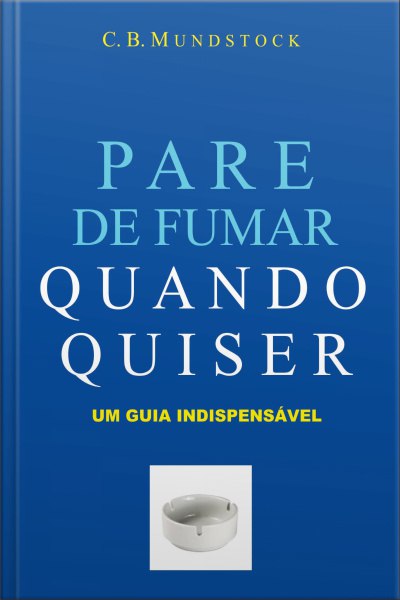 C. B. MUNDSTOCK
PARE
DE FUMAR
QUANDO
QUISER
UM GUIA INDISPENSÁVEL